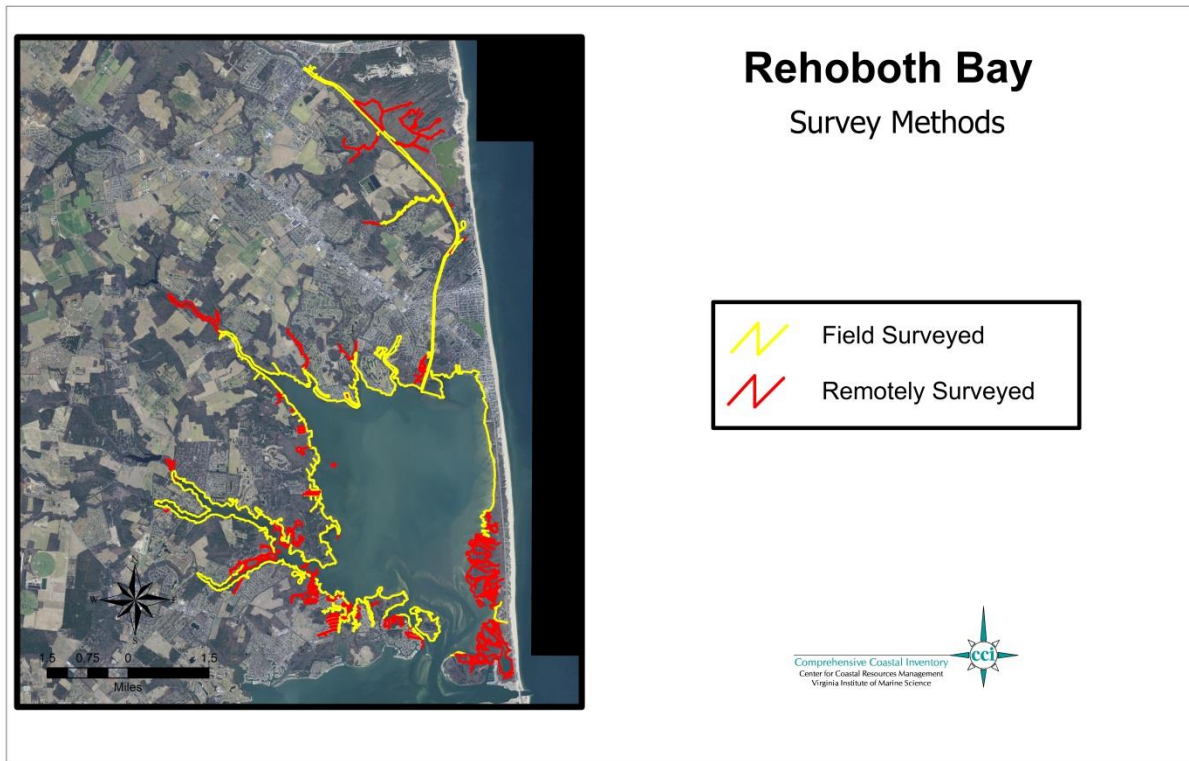 Rehoboth Bay
Survey Methods
Field Surveyed
Remotely Surveyed
W E
S
1.5 0.75 0 1.5
Miles
cci
Comprehensive Coastal Inventory
Center for Coastal Resources Management
Virginia Institute of Marine Science